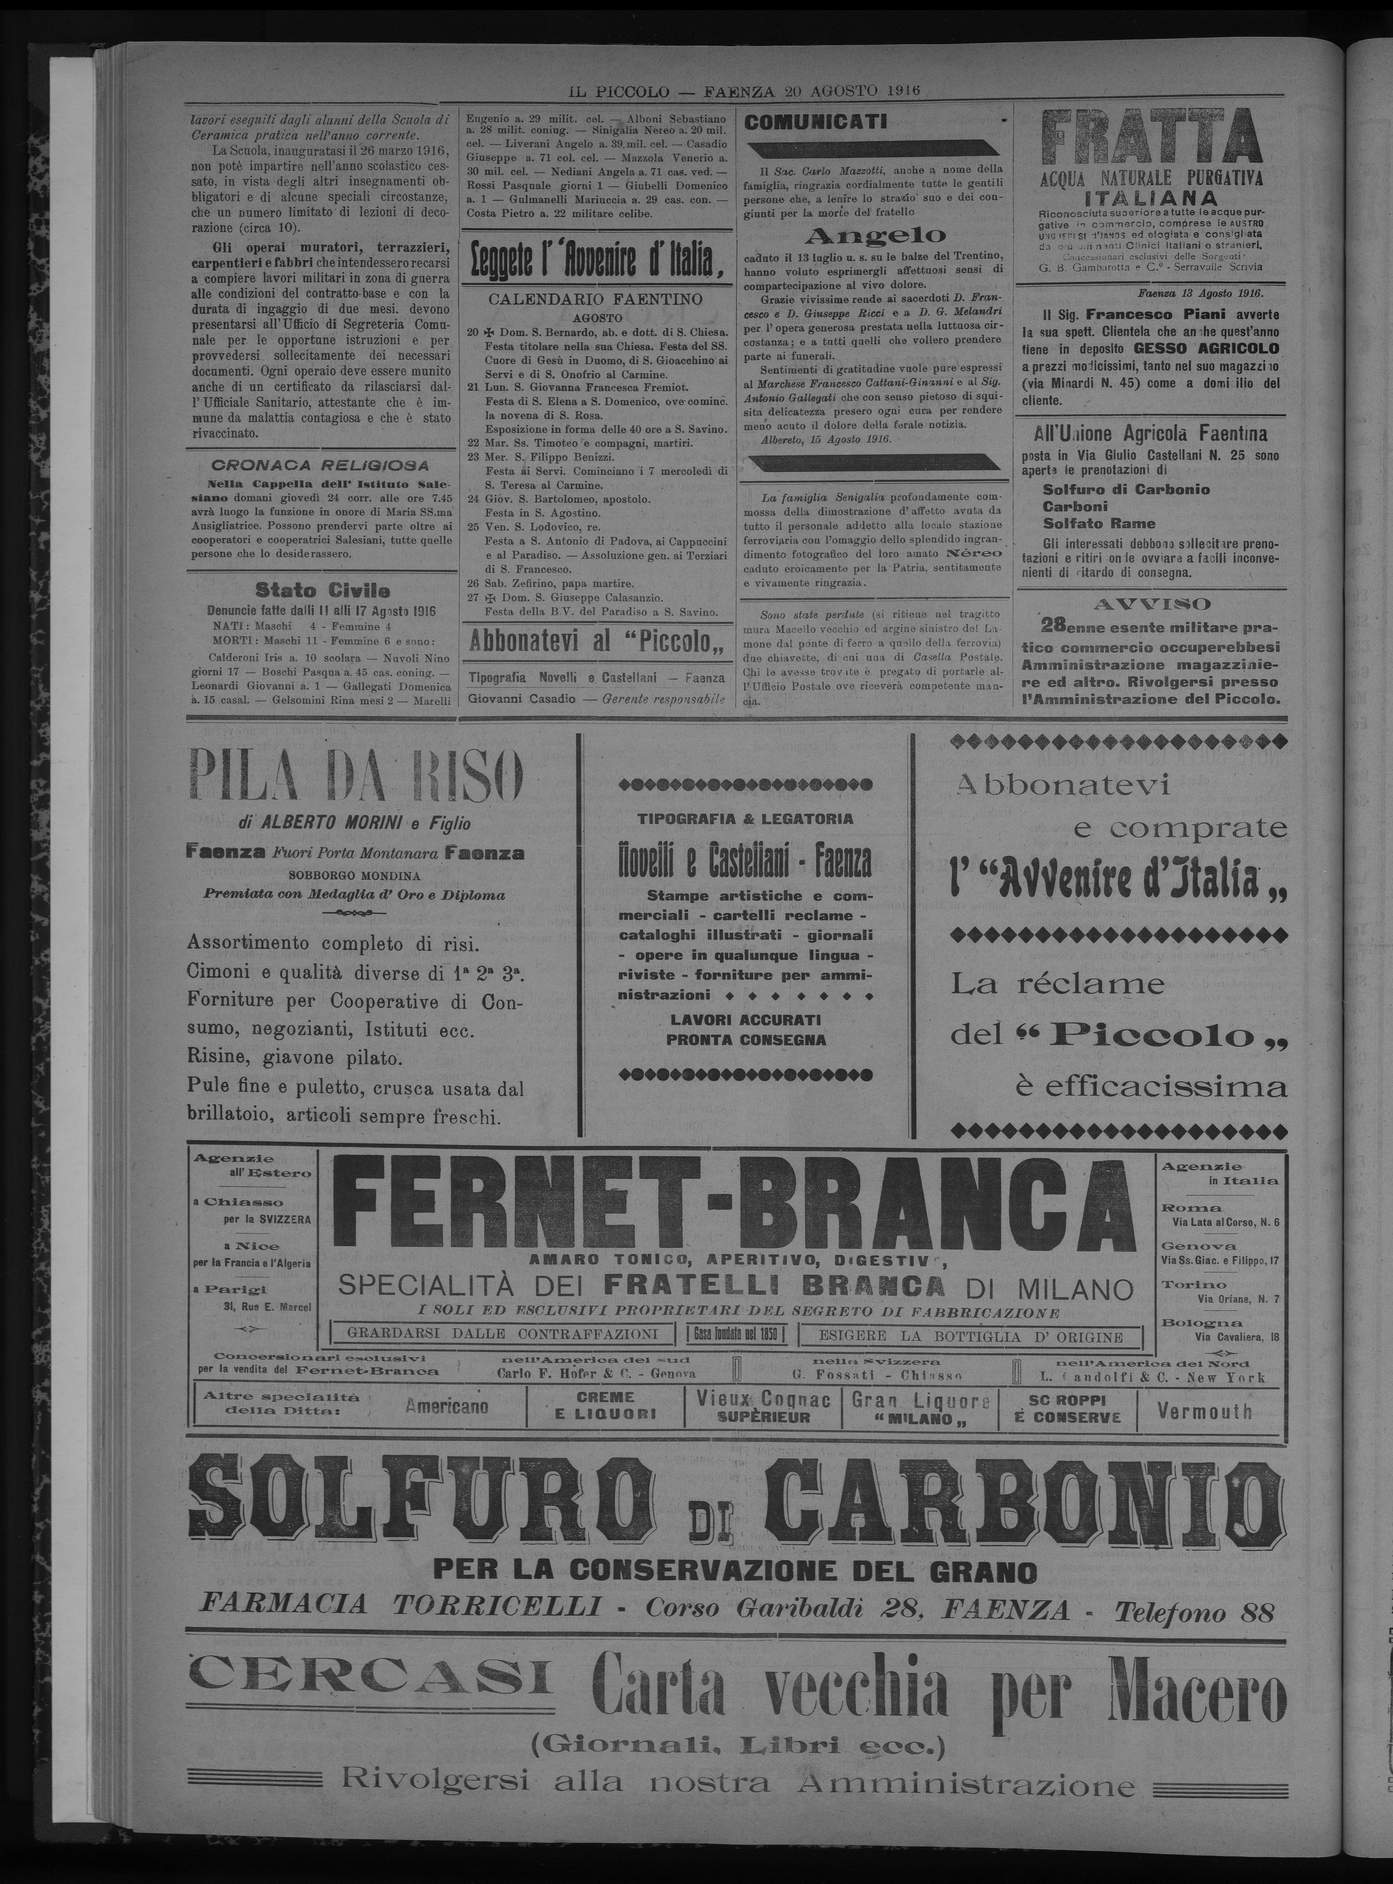 IL PICCOLO — FAENZA 20 AGOSTO 1916
lavori eseguiti dagli alunni della Scuola di
Ceramica pratica nell'anno corrente.
La Scuola, inauguratasi il 26 marzo 1916,
non potè impartire nell'anno scolastico ces-
sato, in vista degli altri insegnamenti ob-
bligatori e di alcune speciali circostanze,
che un numero limitato di lezioni di deco-
razione (circa 10).
Gli operai muratori, terrazzieri,
carpentieri e fabbri che intendessero recarsi
a compiere lavori militari in zona di guerra
alle condizioni del contratto-base e con la
durata di ingaggio di due mesi. devono
presentarsi all'Ufficio di Segreteria Comu-
nale per le opportune istruzioni e per
provvedersi sollecitamente dei necessari
documenti. Ogni operaio deve essere munito
anche di un certificato da rilasciarsi dal-
l'Ufficiale Sanitario, attestante che è im-
mune da malattia contagiosa e che è stato
rivaccinato.
CRONACA RELIGIOSA
Nella Cappella dell' Istituto Sale-
siano domani giovedì 24 corr. alle ore 7.45
avrà luogo la funzione in onore di Maria SS.ma
Ausigliatrice. Possono prendervi parte oltre ai
cooperatori e cooperatrici Salesiani, tutte quelle
persone che lo desiderassero.
Stato Civile
Denuncie fatte dalli 11 alli 17 Agosto 1916
NATI: Maschi 4 - Femmine 4
MORTI: Maschi 11 - Femmine 6 e sono:
Calderoni Iris a. 10 scolara — Nuvoli Nino
giorni 17 — Boschi Pasqua a. 45 cas. coning. —
Leonardi Giovanni a. 1 — Gallegati Domenica
a. 15 casal. — Gelsomini Rina mesi 2 — Marelli
Eugenio a. 29 milit. cel. — Alboni Sebastiano
a. 28 milit. coning. — Sinigalia Nereo a. 20 mil.
cel. — Liverani Angelo a. 39 mil. cel. — Casadio
Giuseppe a. 71 col. cel. — Mazzola Venerio a.
30 mil. cel. — Nediani Angela a. 71 cas. ved. —
Rossi Pasquale giorni 1 — Giubelli Domenico
a. 1 — Gulmanelli Mariuccia a. 29 cas. con. —
Costa Pietro a. 22 militare celibe.
Leggete l' "Avvenire d'Italia„
CALENDARIO FAENTINO
AGOSTO
20 ✠ Dom. S. Bernardo, ab. e dott. di S. Chiesa.
Festa titolare nella sua Chiesa. Festa del SS.
Cuore di Gesù in Duomo, di S. Gioacchino ai
Servi e di S. Onofrio al Carmine.
21 Lun. S. Giovanna Francesca Fremiot.
Festa di S. Elena a S. Domenico, ove cominc.
la novena di S. Rosa.
Esposizione in forma delle 40 ore a S. Savino.
22 Mar. Ss. Timoteo e compagni, martiri.
23 Mer. S. Filippo Benizzi.
Festa ai Servi. Cominciano i 7 mercoledì di
S. Teresa al Carmine.
24 Giov. S. Bartolomeo, apostolo.
Festa in S. Agostino.
25 Ven. S. Lodovico, re.
Festa a S. Antonio di Padova, ai Cappuccini
e al Paradiso. — Assoluzione gen. ai Terziari
di S. Francesco.
26 Sab. Zefirino, papa martire.
27 ✠ Dom. S. Giuseppe Calasanzio.
Festa della B.V. del Paradiso a S. Savino.
Abbonatevi al "Piccolo„
Tipografia Novelli e Castellani — Faenza
Giovanni Casadio — Gerente responsabile
COMUNICATI
Il Sac. Carlo Mazzotti, anche a nome della
famiglia, ringrazia cordialmente tutte le gentili
persone che, a lenire lo strazio suo e dei con-
giunti per la morte del fratello
Angelo
caduto il 13 luglio u. s. su le balze del Trentino,
hanno voluto esprimergli affettuosi sensi di
compartecipazione al vivo dolore.
Grazie vivissime rende ai sacerdoti D. Fran-
cesco e D. Giuseppe Ricci e a D. G. Melandri
per l'opera generosa prestata nella luttuosa cir-
costanza; e a tutti quelli che vollero prendere
parte ai funerali.
Sentimenti di gratitudine vuole pure espressi
al Marchese Francesco Cattani-Ginanni e al Sig.
Antonio Gallegati che con senso pietoso di squi-
sita delicatezza presero ogni cura per rendere
meno acuto il dolore della ferale notizia.
Albereto, 15 Agosto 1916.
La famiglia Senigalia profondamente com-
mossa della dimostrazione d'affetto avuta da
tutto il personale addetto alla locale stazione
ferroviaria con l'omaggio dello splendido ingran-
dimento fotografico del loro amato Néreo
caduto eroicamente per la Patria, sentitamente
e vivamente ringrazia.
Sono state perdute (si ritiene nel tragitto
mura Macello vecchio ed argine sinistro del La-
mone dal ponte di ferro a quello della ferrovia)
due chiavette, di cui una di Casella Postale.
Chi le avesse trovate è pregato di portarle al-
l'Ufficio Postale ove riceverà competente man-
cia.
FRATTA
ACQUA NATURALE PURGATIVA
ITALIANA
Riconosciuta superiore a tutte le acque pur-
gative in commercio, comprese le AUSTRO
UNGARESI d'JANOS ed elogiata e consigliata
da più eminenti Clinici Italiani e stranieri.
Concessionari esclusivi delle Sorgenti:
G. B. Gambarotta e C.° - Serravalle Scrivia
Faenza 13 Agosto 1916.
Il Sig. Francesco Piani avverte
la sua spett. Clientela che anche quest'anno
tiene in deposito GESSO AGRICOLO
a prezzi modicissimi, tanto nel suo magazzino
(via Minardi N. 45) come a domicilio del
cliente.
All'Unione Agricola Faentina
posta in Via Giulio Castellani N. 25 sono
aperte le prenotazioni di
Solfuro di Carbonio
Carboni
Solfato Rame
Gli interessati debbono sollecitare preno-
tazioni e ritiri onde ovviare a facili inconve-
nienti di ritardo di consegna.
AVVISO
28enne esente militare pra-
tico commercio occuperebbesi
Amministrazione magazzinie-
re ed altro. Rivolgersi presso
l'Amministrazione del Piccolo.
PILA DA RISO
di ALBERTO MORINI e Figlio
Faenza Fuori Porta Montanara Faenza
SOBBORGO MONDINA
Premiata con Medaglia d' Oro e Diploma
Assortimento completo di risi.
Cimoni e qualità diverse di 1ª 2ª 3ª.
Forniture per Cooperative di Con-
sumo, negozianti, Istituti ecc.
Risine, giavone pilato.
Pule fine e puletto, crusca usata dal
brillatoio, articoli sempre freschi.
TIPOGRAFIA & LEGATORIA
Novelli e Castellani - Faenza
Stampe artistiche e com-
merciali - cartelli reclame -
cataloghi illustrati - giornali
- opere in qualunque lingua -
riviste - forniture per ammi-
nistrazioni
LAVORI ACCURATI
PRONTA CONSEGNA
Abbonatevi
e comprate
l' "Avvenire d'Italia„
La réclame
del "Piccolo„
è efficacissima
Agenzie
all' Estero
a Chiasso
per la SVIZZERA
a Nice
per la Francia e l'Algeria
a Parigi
31, Rue E. Marcel
FERNET-BRANCA
AMARO TONICO, APERITIVO, DIGESTIVO,
SPECIALITÀ DEI FRATELLI BRANCA DI MILANO
I SOLI ED ESCLUSIVI PROPRIETARI DEL SEGRETO DI FABBRICAZIONE
GRARDARSI DALLE CONTRAFFAZIONI
Casa fondata nel 1850
ESIGERE LA BOTTIGLIA D' ORIGINE
Agenzie
in Italia
Roma
Via Lata al Corso, N. 6
Genova
Via Ss. Giac. e Filippo, 17
Torino
Via Oriane, N. 7
Bologna
Via Cavaliera, 18
Concersionari esclusivi
per la vendita del Fernet-Branca
nell'America del Sud
Carlo F. Hofer & C. - Genova
nella Svizzera
G. Fossati - Chiasso
nell'America del Nord
L. Gandolfi & C. - New York
Altre specialità
della Ditta:
Americano
CREME
E LIQUORI
Vieux Cognac
SUPÈRIEUR
Gran Liquore
"MILANO„
SCIROPPI
E CONSERVE
Vermouth
SOLFURO DI CARBONIO
PER LA CONSERVAZIONE DEL GRANO
FARMACIA TORRICELLI - Corso Garibaldi 28, FAENZA - Telefono 88
CERCASI Carta vecchia per Macero
(Giornali, Libri ecc.)
Rivolgersi alla nostra Amministrazione